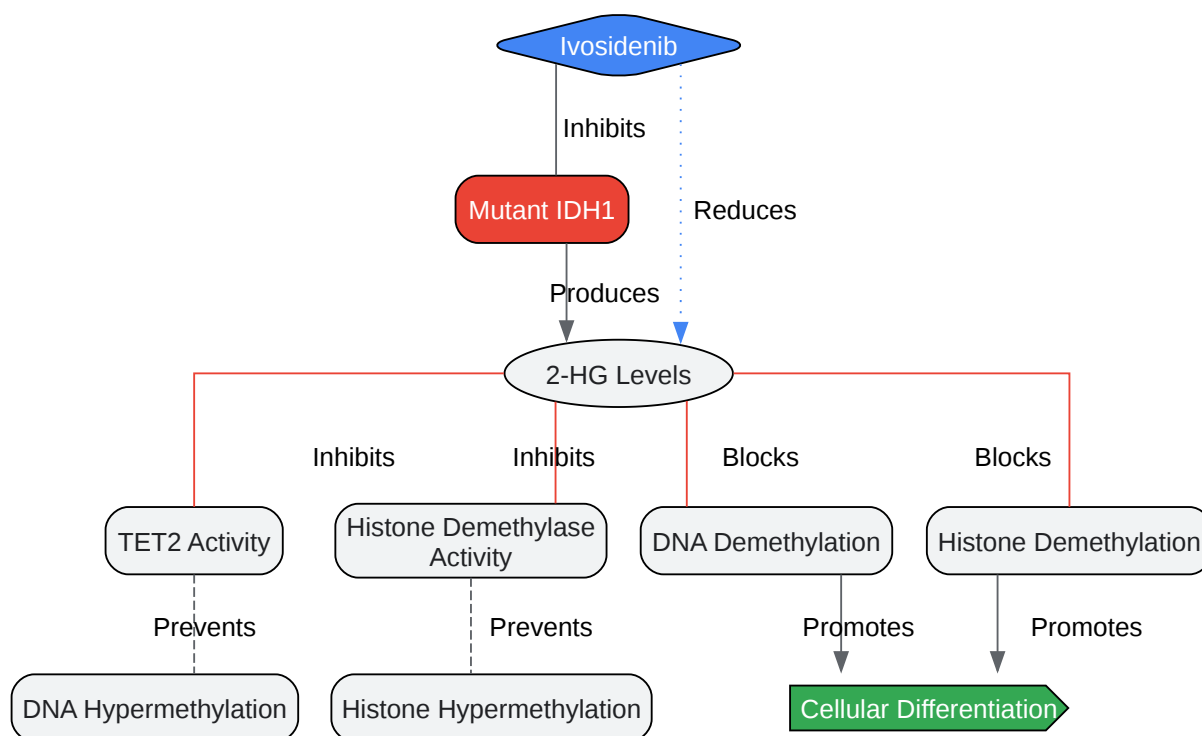 Ivosidenib
Inhibits
Mutant IDH1
Reduces
Produces
2-HG Levels
Inhibits
Inhibits
Blocks
Blocks
TET2 Activity
Histone Demethylase
Activity
DNA Demethylation
Histone Demethylation
Prevents
Prevents
Promotes
Promotes
DNA Hypermethylation
Histone Hypermethylation
Cellular Differentiation